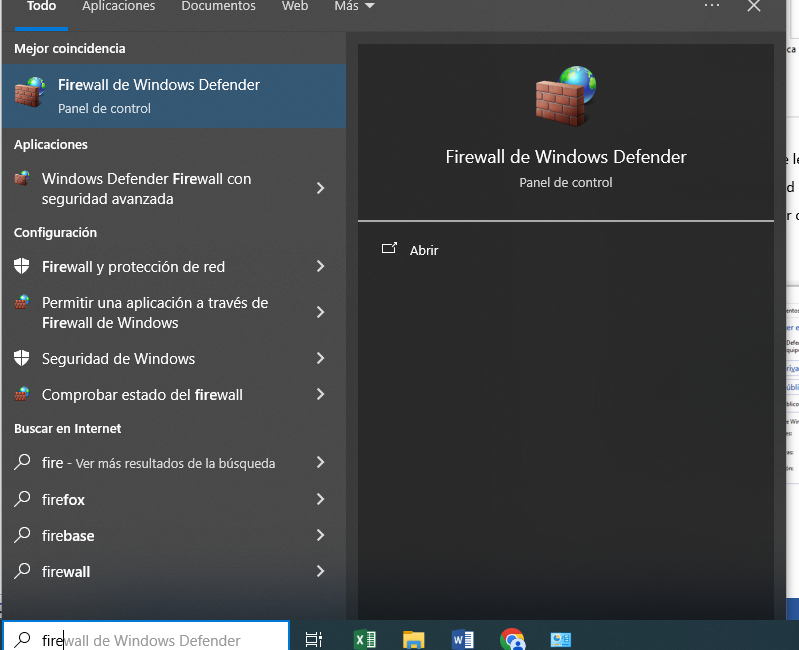 Todo Aplicaciones Documentos Web Más
Mejor coincidencia
Firewall de Windows Defender
Panel de control
Aplicaciones
Windows Defender Firewall con
seguridad avanzada
Configuración
Firewall y protección de red
Permitir una aplicación a través de
Firewall de Windows
Seguridad de Windows
Comprobar estado del firewall
Buscar en Internet
fire - Ver más resultados de la búsqueda
firefox
firebase
firewall
firewall de Windows Defender
Firewall de Windows Defender
Panel de control
Abrir